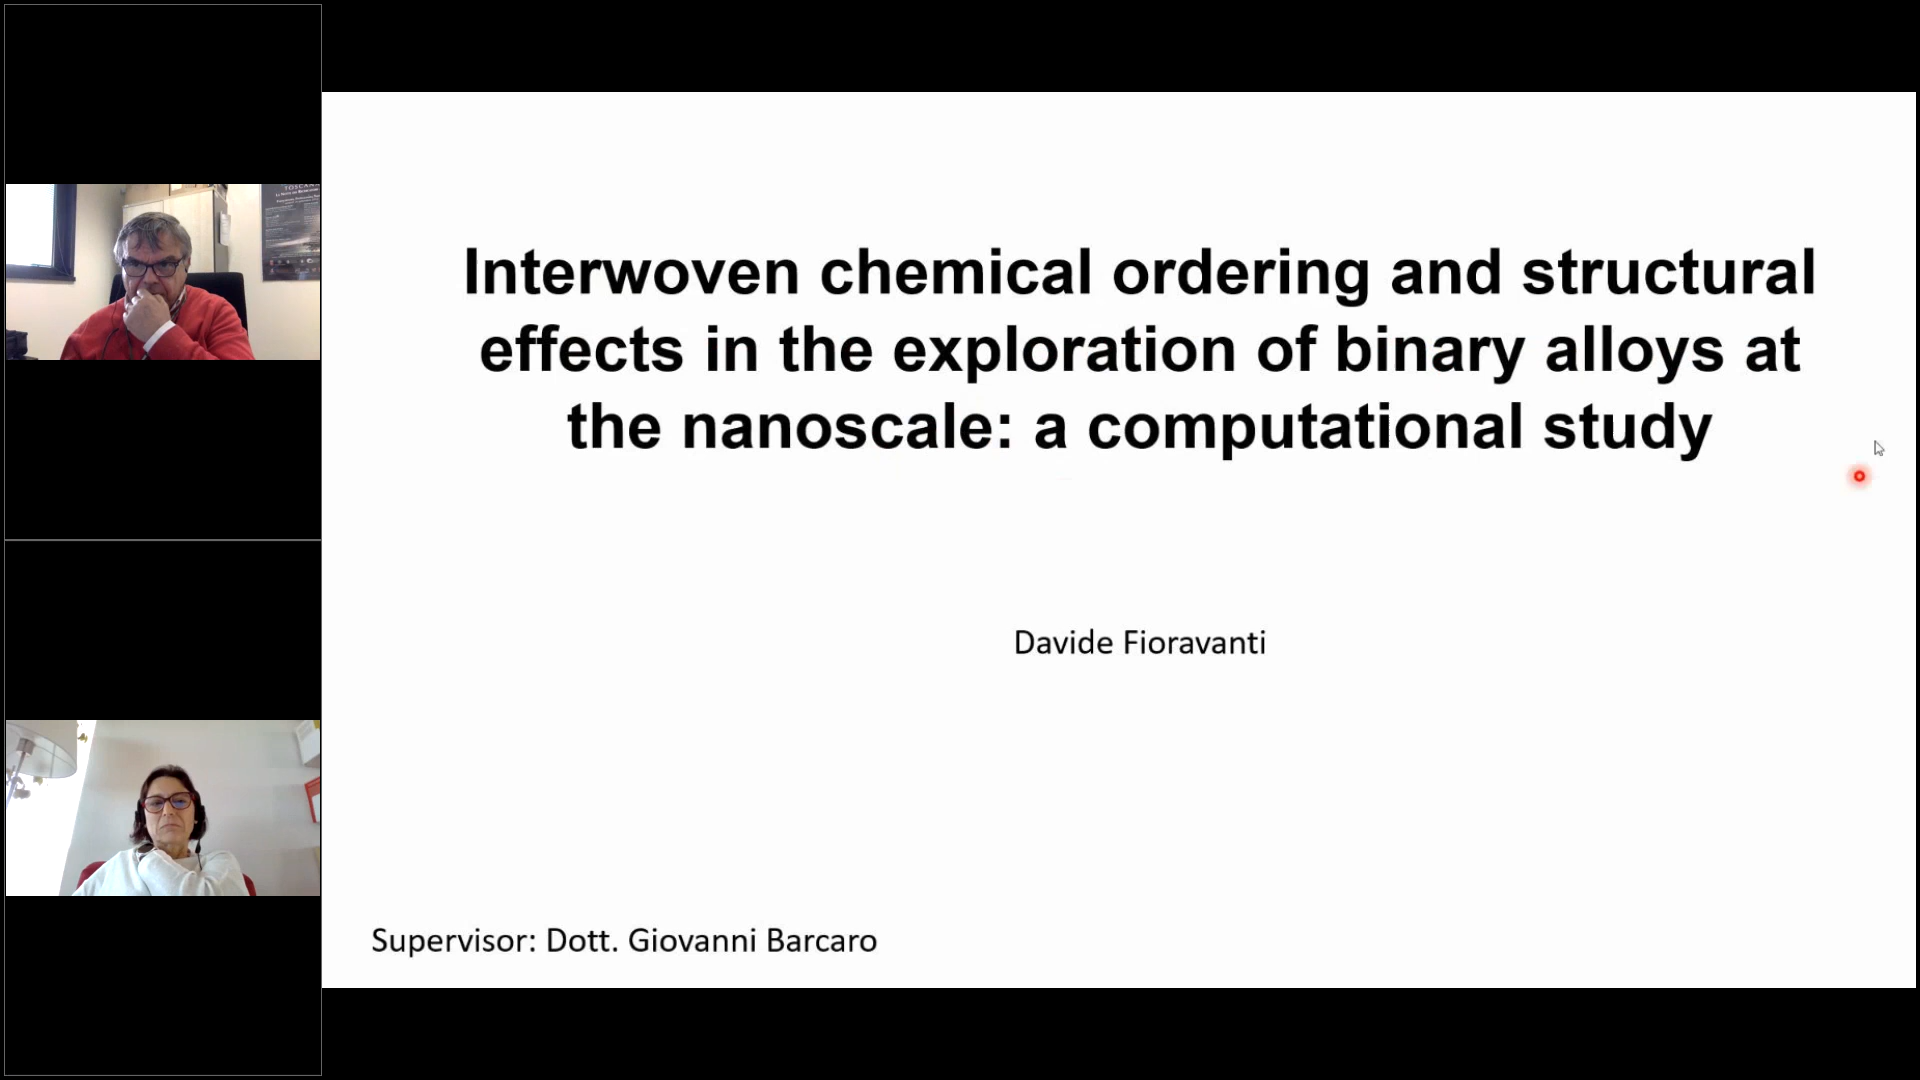 TOSCANA
Interwoven chemical ordering and structural
effects in the exploration of binary alloys at
the nanoscale: a computational study
Davide Fioravanti
Supervisor: Dott. Giovanni Barcaro